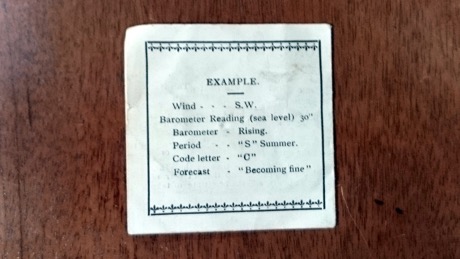 EXAMPLE.
Wind - - - S.W.
Barometer Reading (sea level) 30"
Barometer - Rising.
Period - - "S" Summer.
Code letter - "C"
Forecast - "Becoming fine"